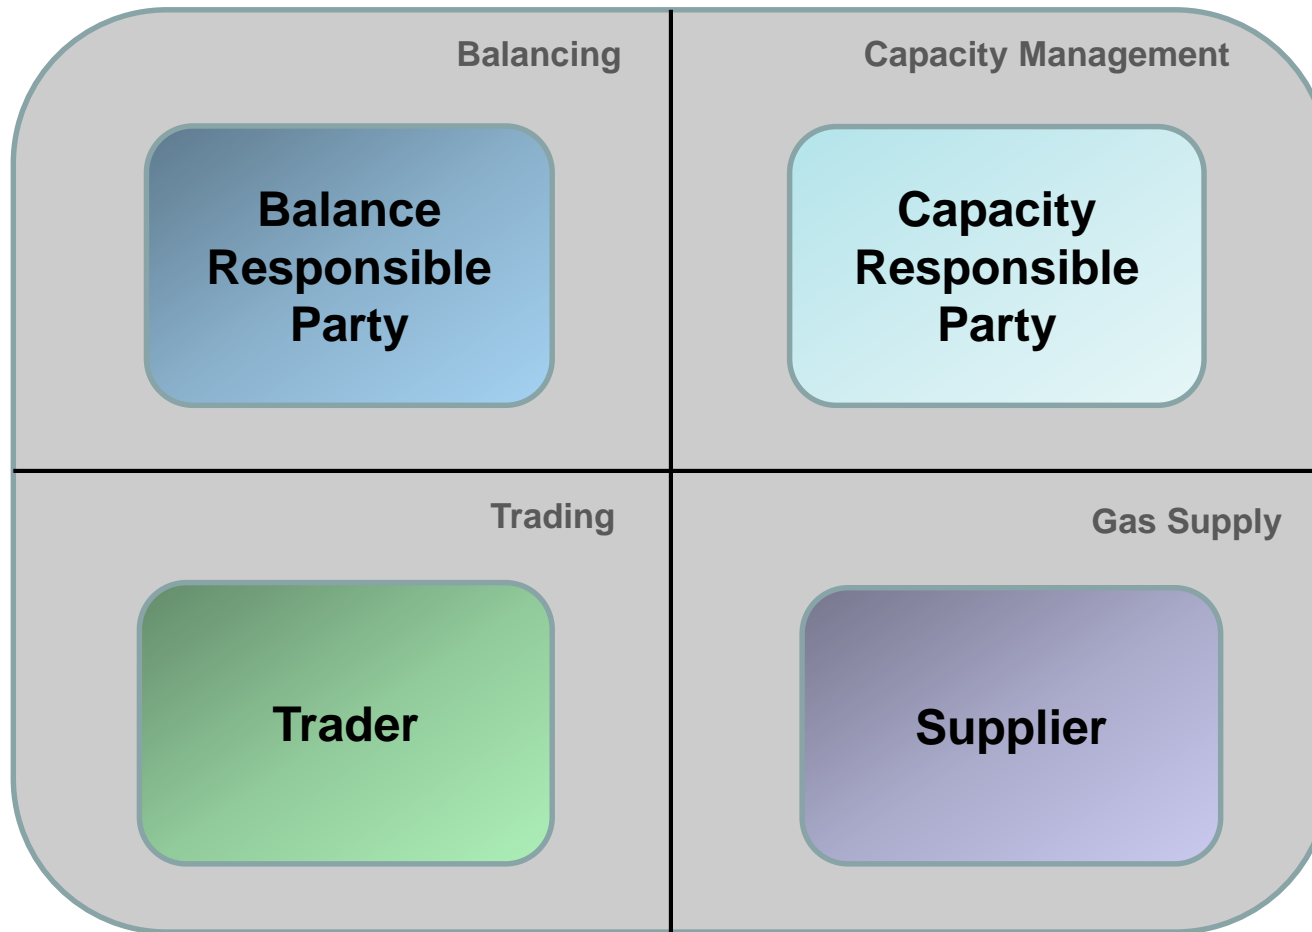 Balancing
Balance
Responsible
Party
Capacity Management
Capacity
Responsible
Party
Trading
Trader
Gas Supply
Supplier